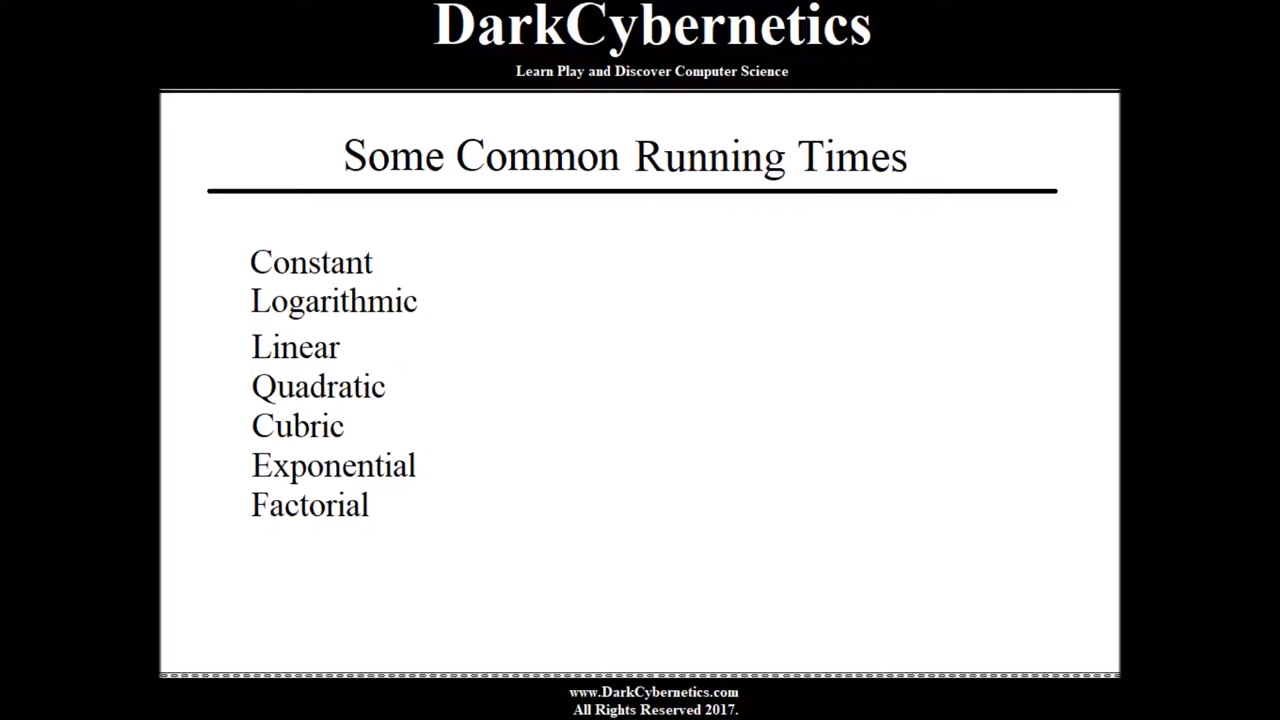 DarkCybernetics
Learn Play and Discover Computer Science
Some Common Running Times
Constant
Logarithmic
Linear
Quadratic
Cubric
Exponential
Factorial
www.DarkCybernetics.com
All Rights Reserved 2017.